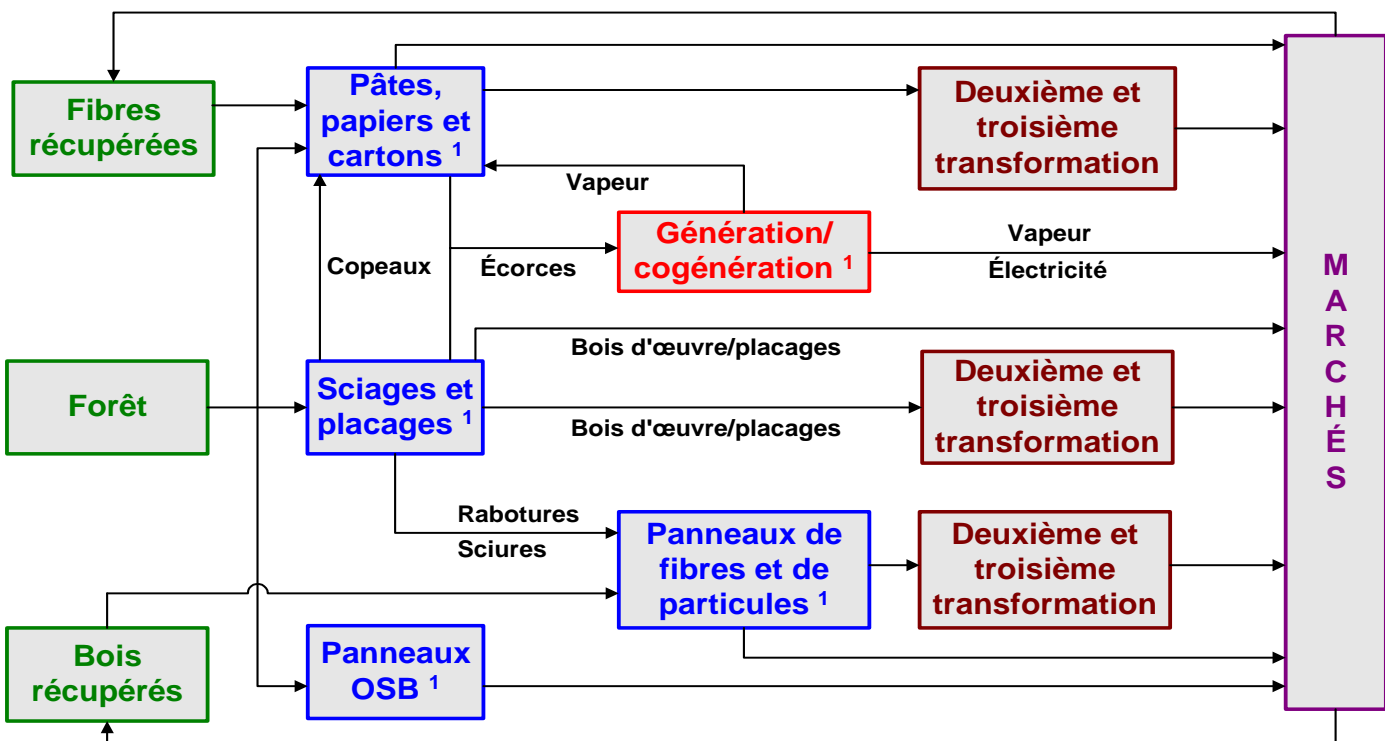 Fibres
récupérées
Pâtes,
papiers et
cartons ¹
Deuxième et
troisième
transformation
Vapeur
Copeaux
Écorces
Génération/
cogénération ¹
Vapeur
Électricité
MARCHÉS
Forêt
Sciages et
placages ¹
Bois d'œuvre/placages
Bois d'œuvre/placages
Deuxième et
troisième
transformation
Rabotures
Sciures
Panneaux de
fibres et de
particules ¹
Deuxième et
troisième
transformation
Bois
récupérés
Panneaux
OSB ¹